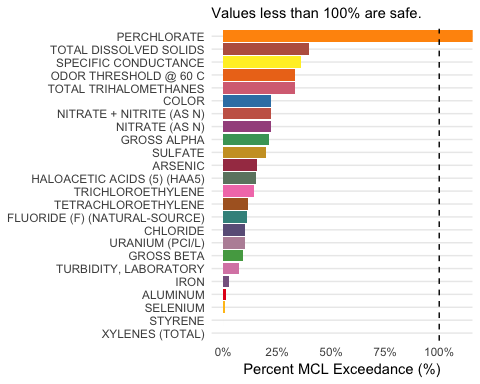 Values less than 100% are safe.
PERCHLORATE
TOTAL DISSOLVED SOLIDS
SPECIFIC CONDUCTANCE
ODOR THRESHOLD @ 60 C
TOTAL TRIHALOMETHANES
COLOR
NITRATE + NITRITE (AS N)
NITRATE (AS N)
GROSS ALPHA
SULFATE
ARSENIC
HALOACETIC ACIDS (5) (HAA5)
TRICHLOROETHYLENE
TETRACHLOROETHYLENE
FLUORIDE (F) (NATURAL-SOURCE)
CHLORIDE
URANIUM (PCI/L)
GROSS BETA
TURBIDITY, LABORATORY
IRON
ALUMINUM
SELENIUM
STYRENE
XYLENES (TOTAL)
0% 25% 50% 75% 100%
Percent MCL Exceedance (%)